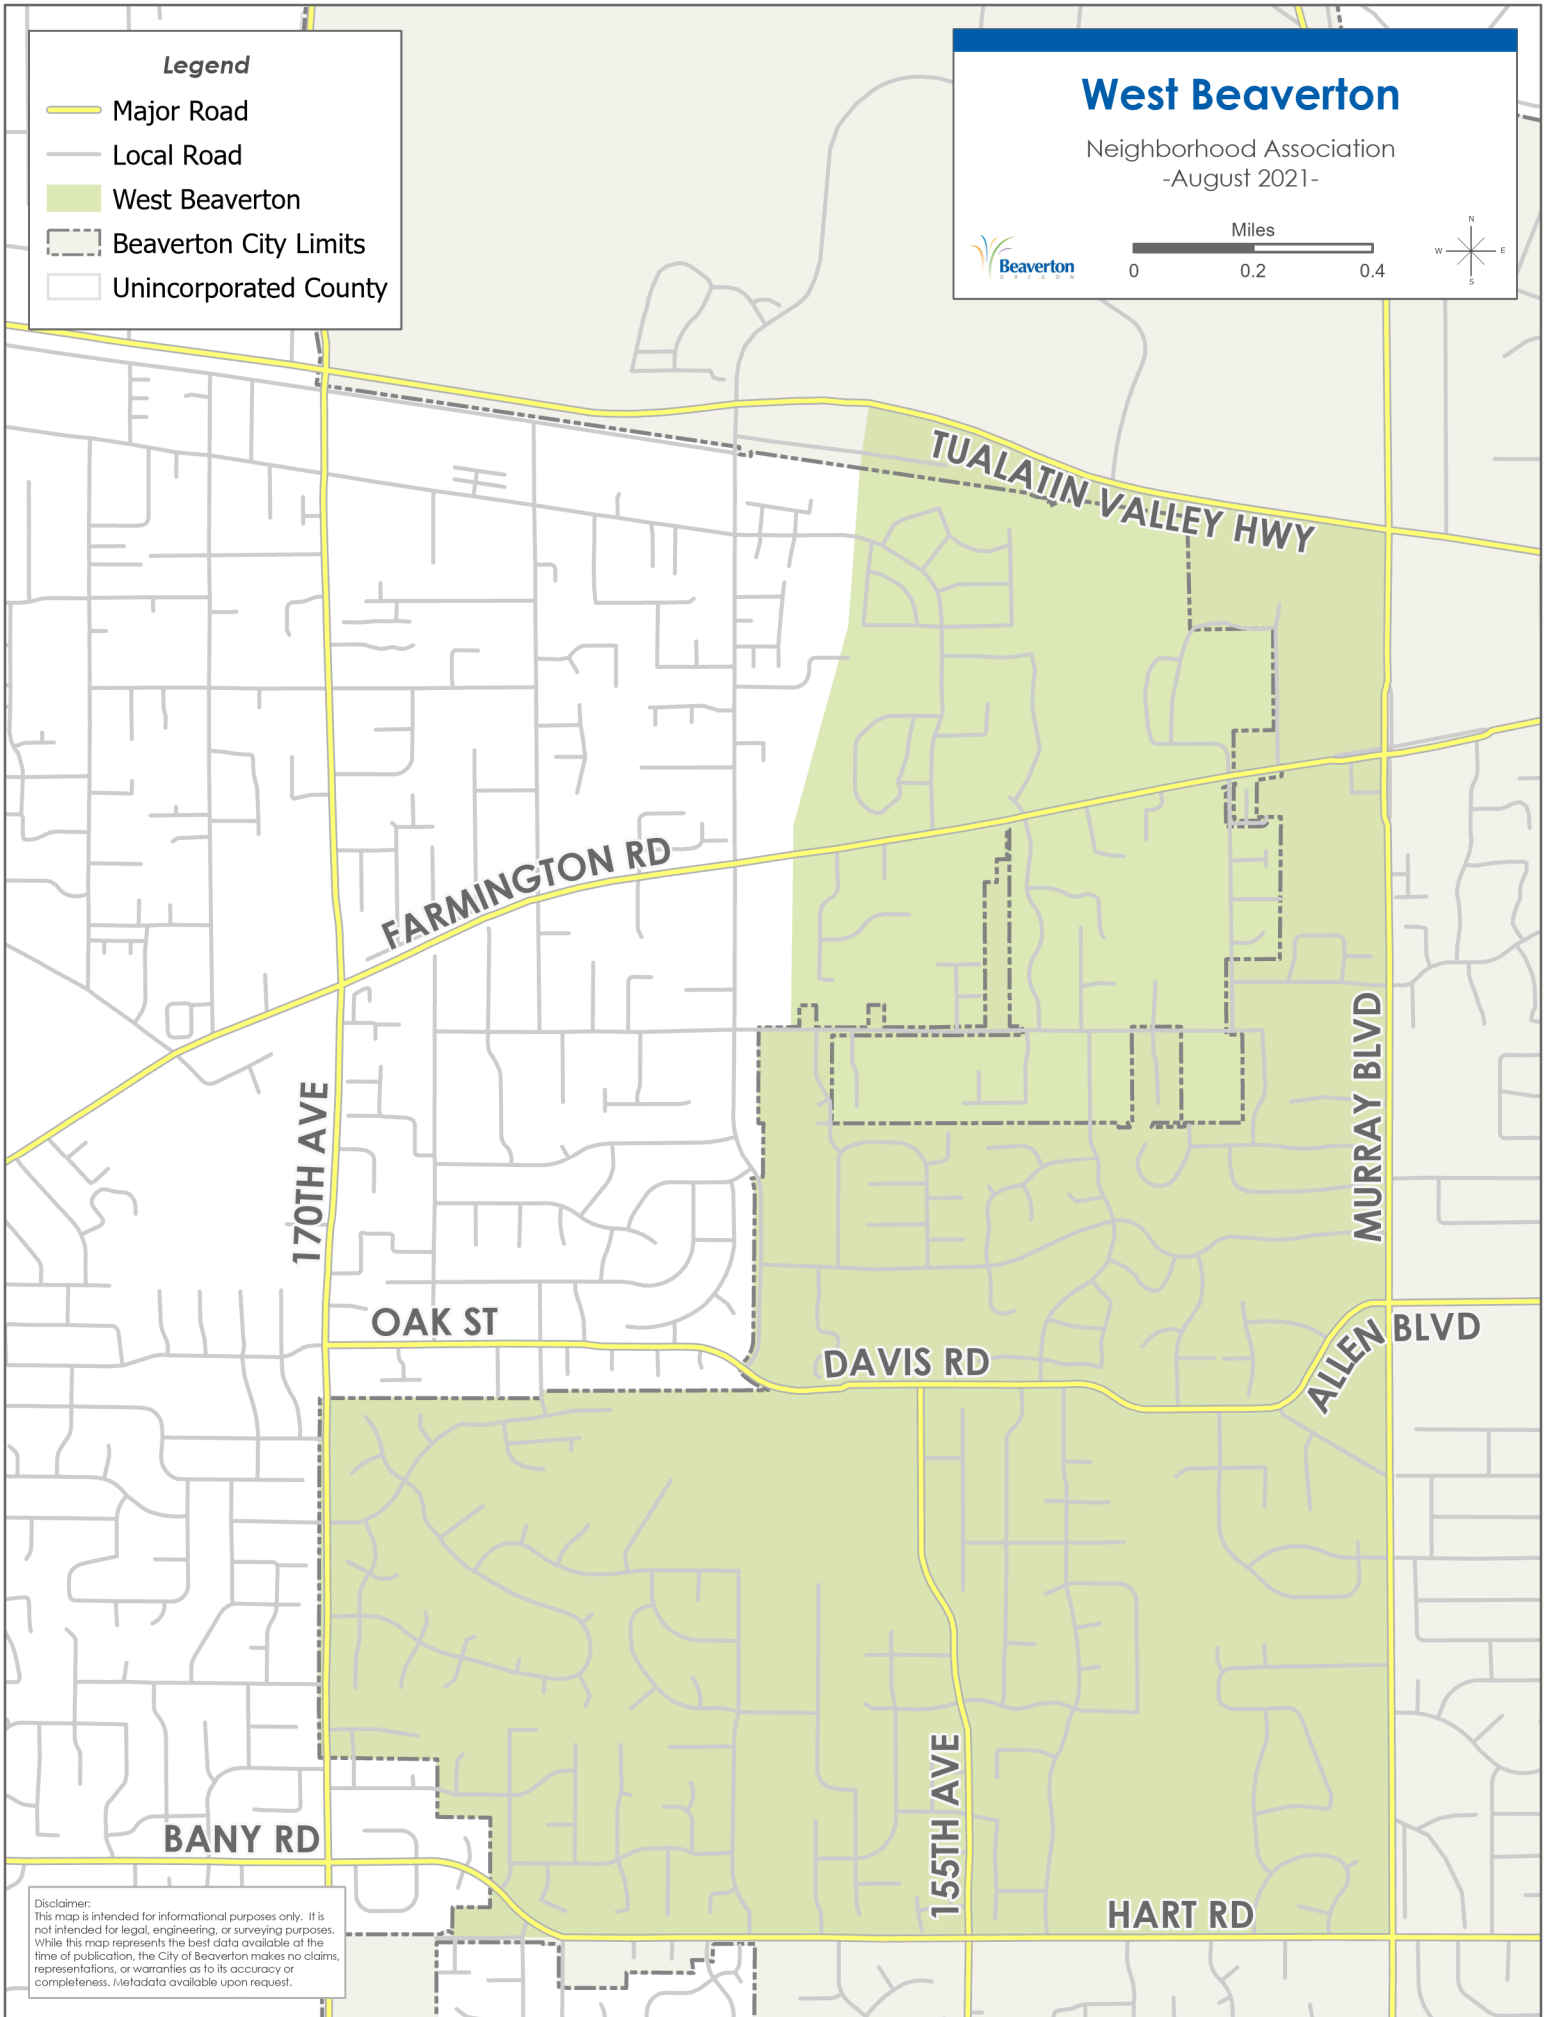 Legend
Major Road
Local Road
West Beaverton
Beaverton City Limits
Unincorporated County
West Beaverton
Neighborhood Association
-August 2021-
Miles
0 0.2 0.4
Beaverton
OREGON
N
W E
S
TUALATIN VALLEY HWY
FARMINGTON RD
170TH AVE
MURRAY BLVD
OAK ST
DAVIS RD
ALLEN BLVD
155TH AVE
BANY RD
HART RD
Disclaimer:
This map is intended for informational purposes only. It is
not intended for legal, engineering, or surveying purposes.
While this map represents the best data available at the
time of publication, the City of Beaverton makes no claims,
representations, or warranties as to its accuracy or
completeness. Metadata available upon request.